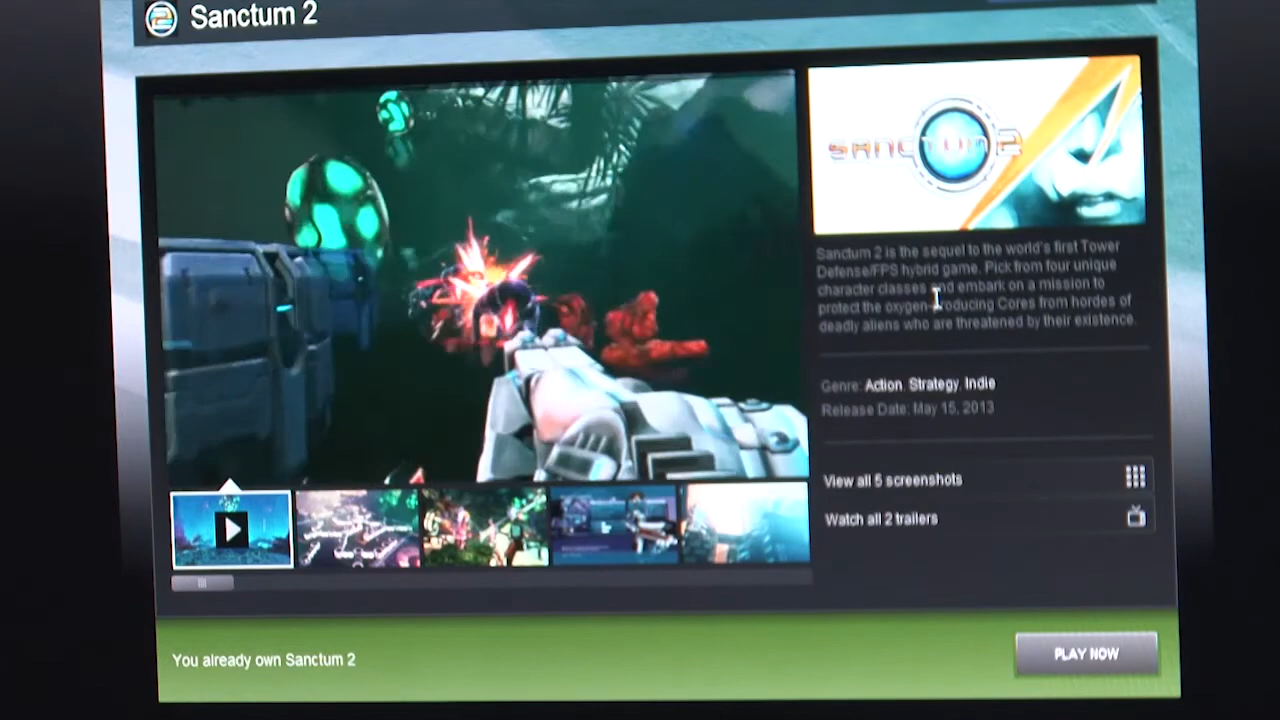 Sanctum 2
SANCTUM 2
Sanctum 2 is the sequel to the world's first Tower
Defense/FPS hybrid game. Pick from four unique
character classes and embark on a mission to
protect the oxygen-producing Cores from hordes of
deadly aliens who are threatened by their existence.
Genre: Action, Strategy, Indie
Release Date: May 15, 2013
View all 5 screenshots
Watch all 2 trailers
You already own Sanctum 2
PLAY NOW